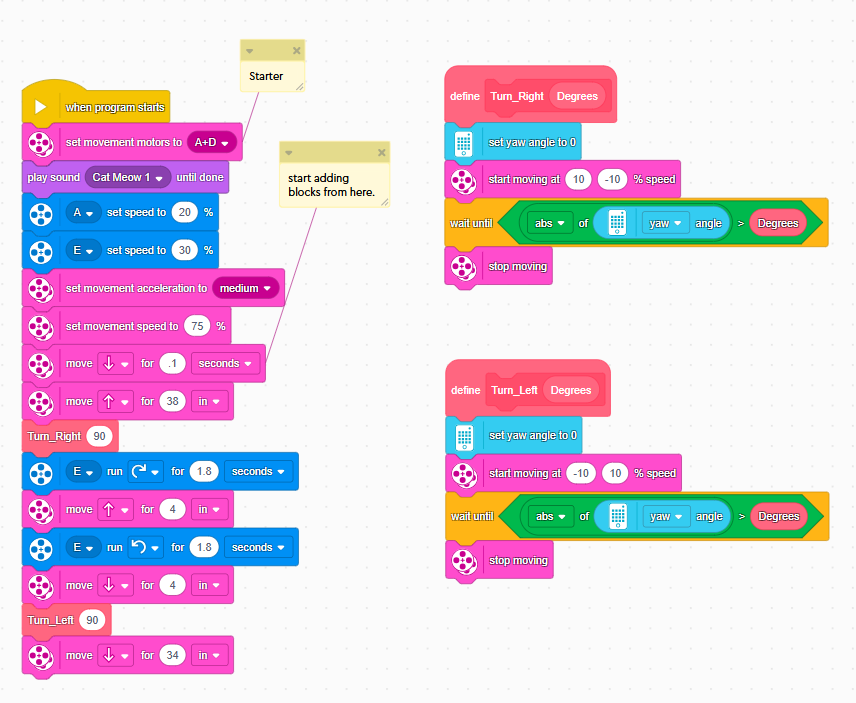 Starter
when program starts
set movement motors to A+D
play sound Cat Meow 1 until done
A set speed to 20 %
E set speed to 30 %
set movement acceleration to medium
set movement speed to 75 %
move for .1 seconds
move for 38 in
Turn_Right 90
E run for 1.8 seconds
move for 4 in
E run for 1.8 seconds
move for 4 in
Turn_Left 90
move for 34 in
start adding
blocks from here.
define Turn_Right Degrees
set yaw angle to 0
start moving at 10 -10 % speed
wait until abs of yaw angle > Degrees
stop moving
define Turn_Left Degrees
set yaw angle to 0
start moving at -10 10 % speed
wait until abs of yaw angle > Degrees
stop moving